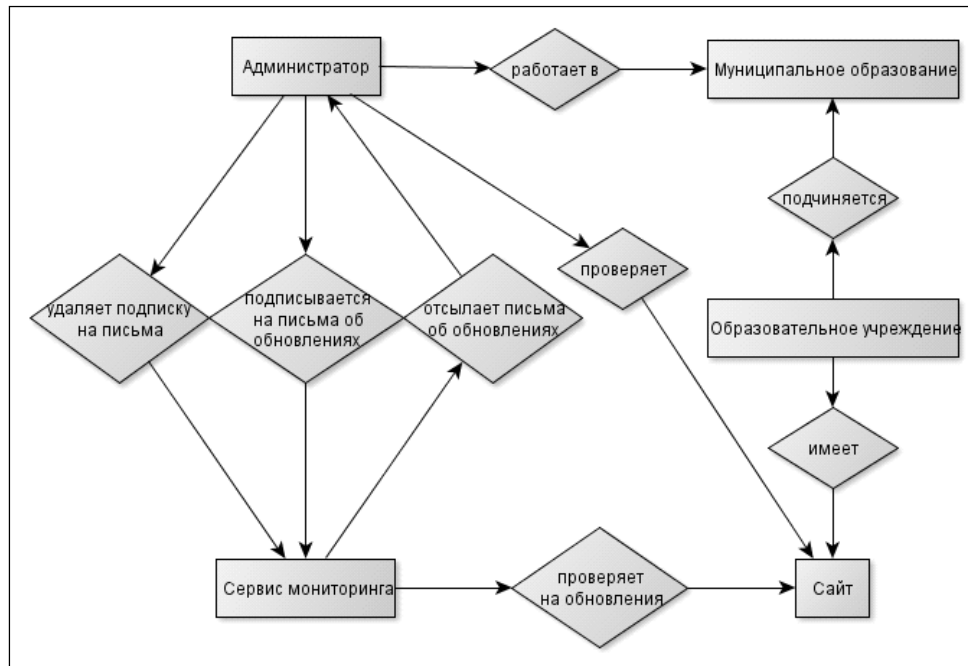 Администратор
работает в
Муниципальное образование
подчиняется
проверяет
удаляет подписку
на письма
подписывается
на письма об
обновлениях
отсылает письма
об обновлениях
Образовательное учреждение
имеет
Сервис мониторинга
проверяет
на обновления
Сайт